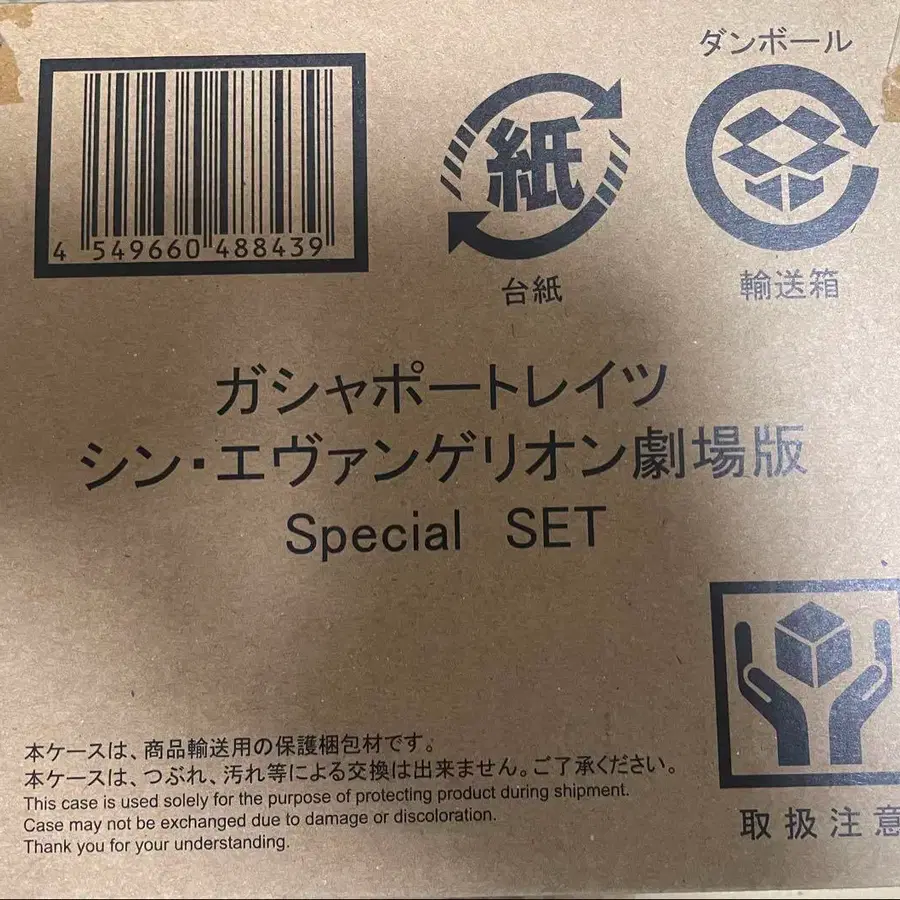 ダンボール
紙
4 549660 488439
台紙
輸送箱
ガシャポートレイツ
シン・エヴァンゲリオン劇場版
Special SET
本ケースは、商品輸送用の保護梱包材です。
本ケースは、つぶれ、汚れ等による交換は出来ません。ご了承ください。
This case is used solely for the purpose of protecting product during shipment.
Case may not be exchanged due to damage or discoloration.
Thank you for your understanding.
取扱注意